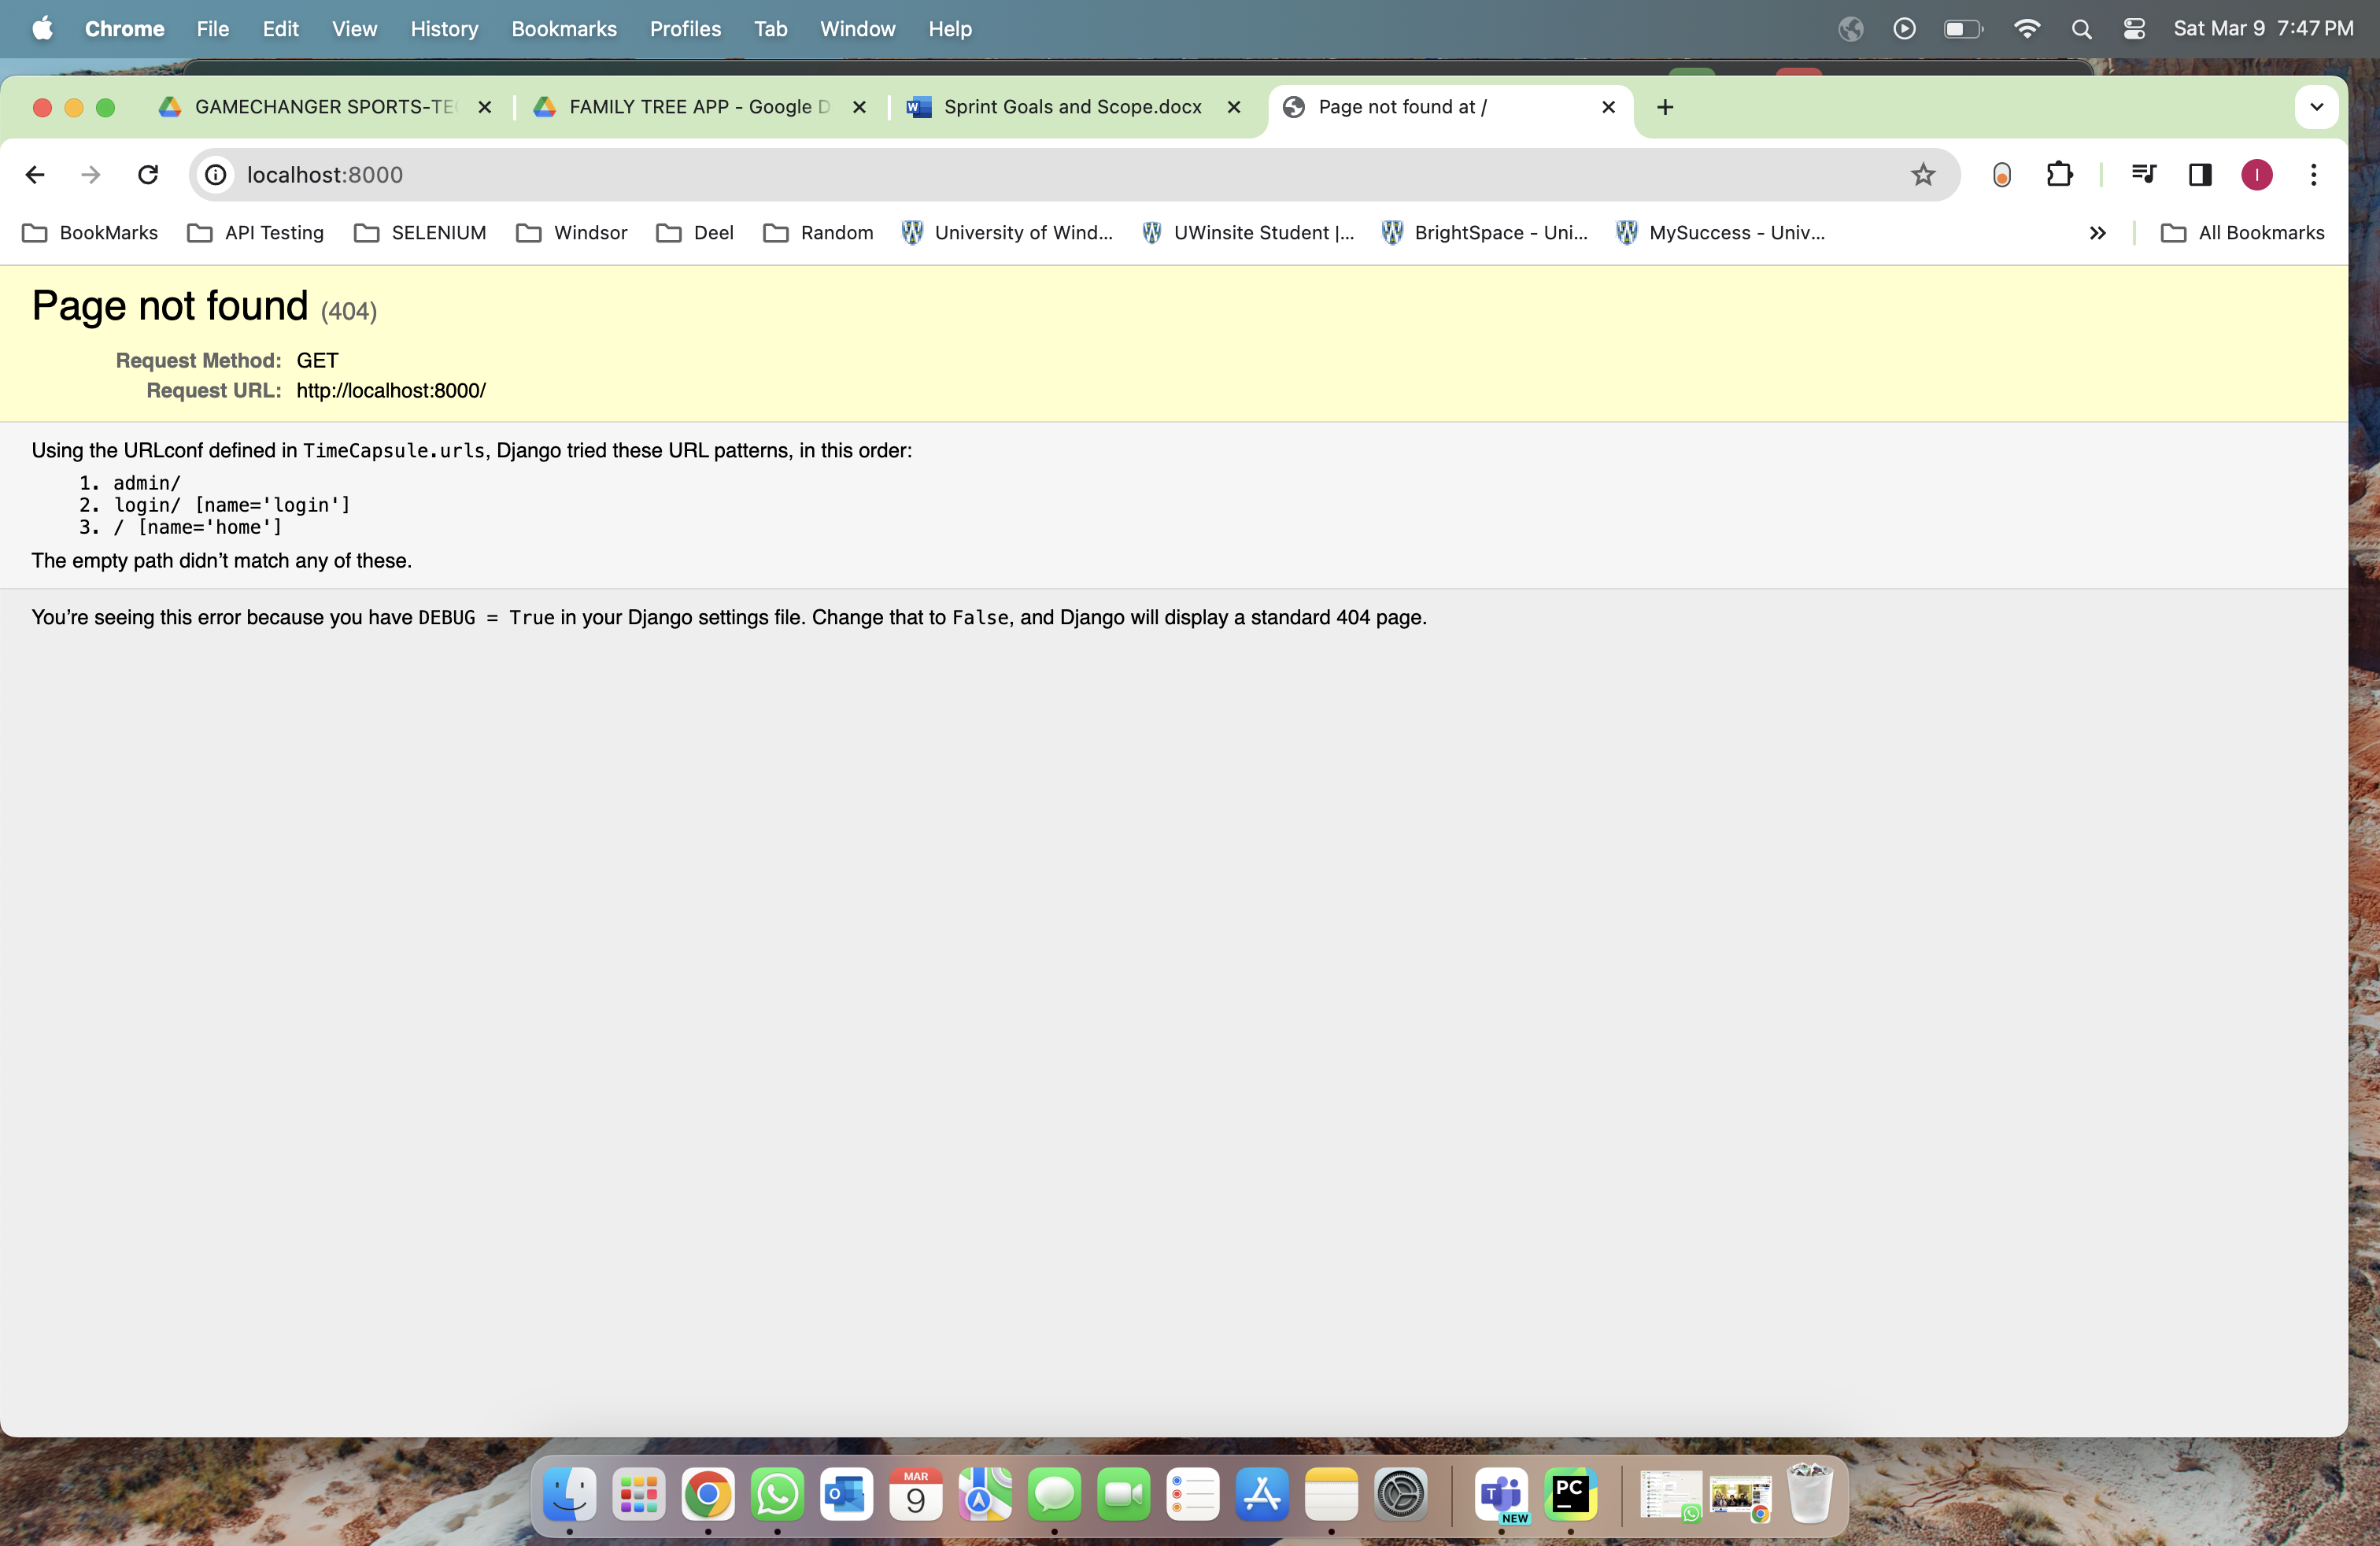 Chrome File Edit View History Bookmarks Profiles Tab Window Help Sat Mar 9 7:47 PM
GAMECHANGER SPORTS-TEC FAMILY TREE APP - Google D Sprint Goals and Scope.docx Page not found at /
localhost:8000 I
BookMarks API Testing SELENIUM Windsor Deel Random University of Wind... UWinsite Student |... BrightSpace - Uni... MySuccess - Univ... All Bookmarks
Page not found (404)
Request Method: GET
Request URL: http://localhost:8000/
Using the URLconf defined in TimeCapsule.urls, Django tried these URL patterns, in this order:
1. admin/
2. login/ [name='login']
3. / [name='home']
The empty path didn’t match any of these.
You’re seeing this error because you have DEBUG = True in your Django settings file. Change that to False, and Django will display a standard 404 page.
MAR
9
PC
NEW